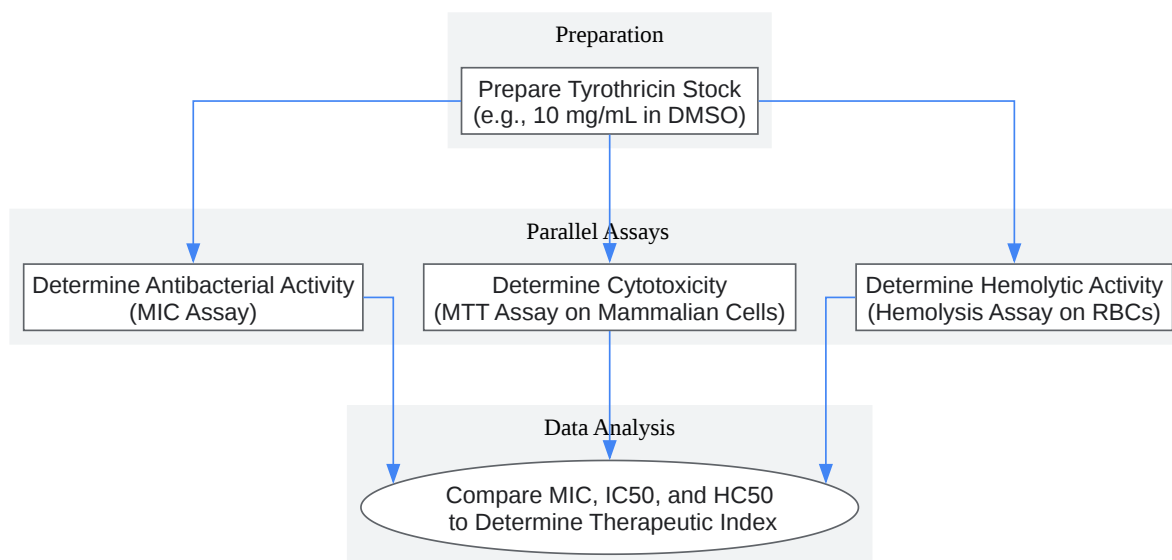 Preparation
Prepare Tyrothricin Stock
(e.g., 10 mg/mL in DMSO)
Parallel Assays
Determine Antibacterial Activity
(MIC Assay)
Determine Cytotoxicity
(MTT Assay on Mammalian Cells)
Determine Hemolytic Activity
(Hemolysis Assay on RBCs)
Data Analysis
Compare MIC, IC50, and HC50
to Determine Therapeutic Index